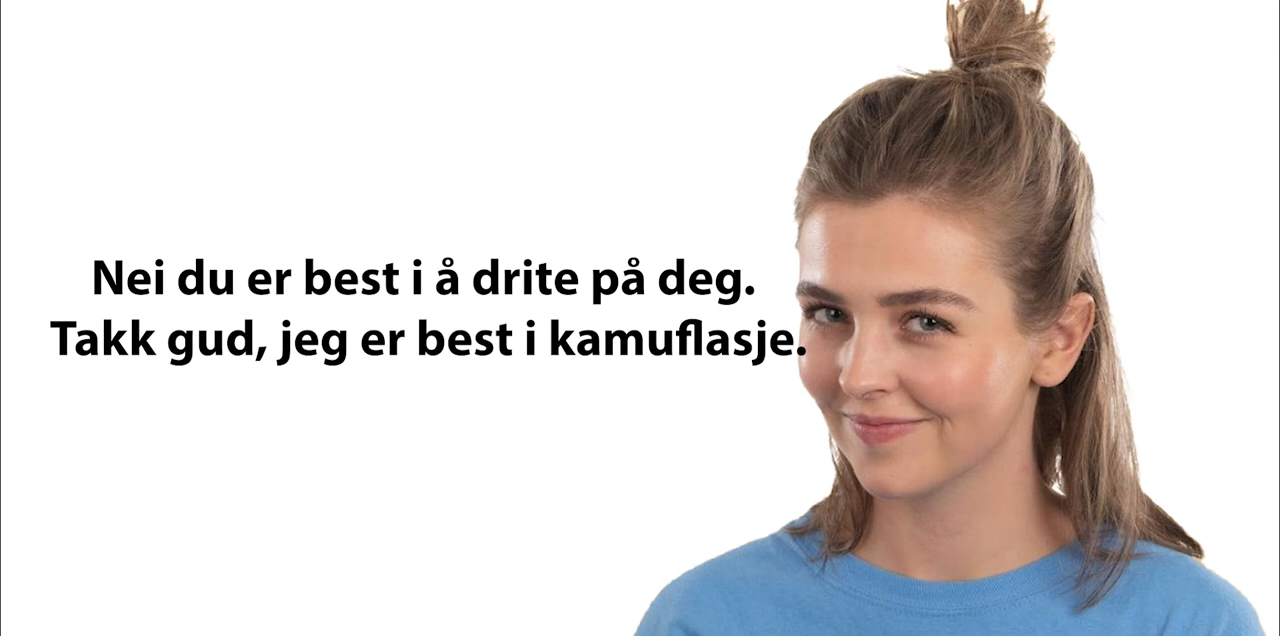 Nei du er best i å drite på deg.
Takk gud, jeg er best i kamuflasje.